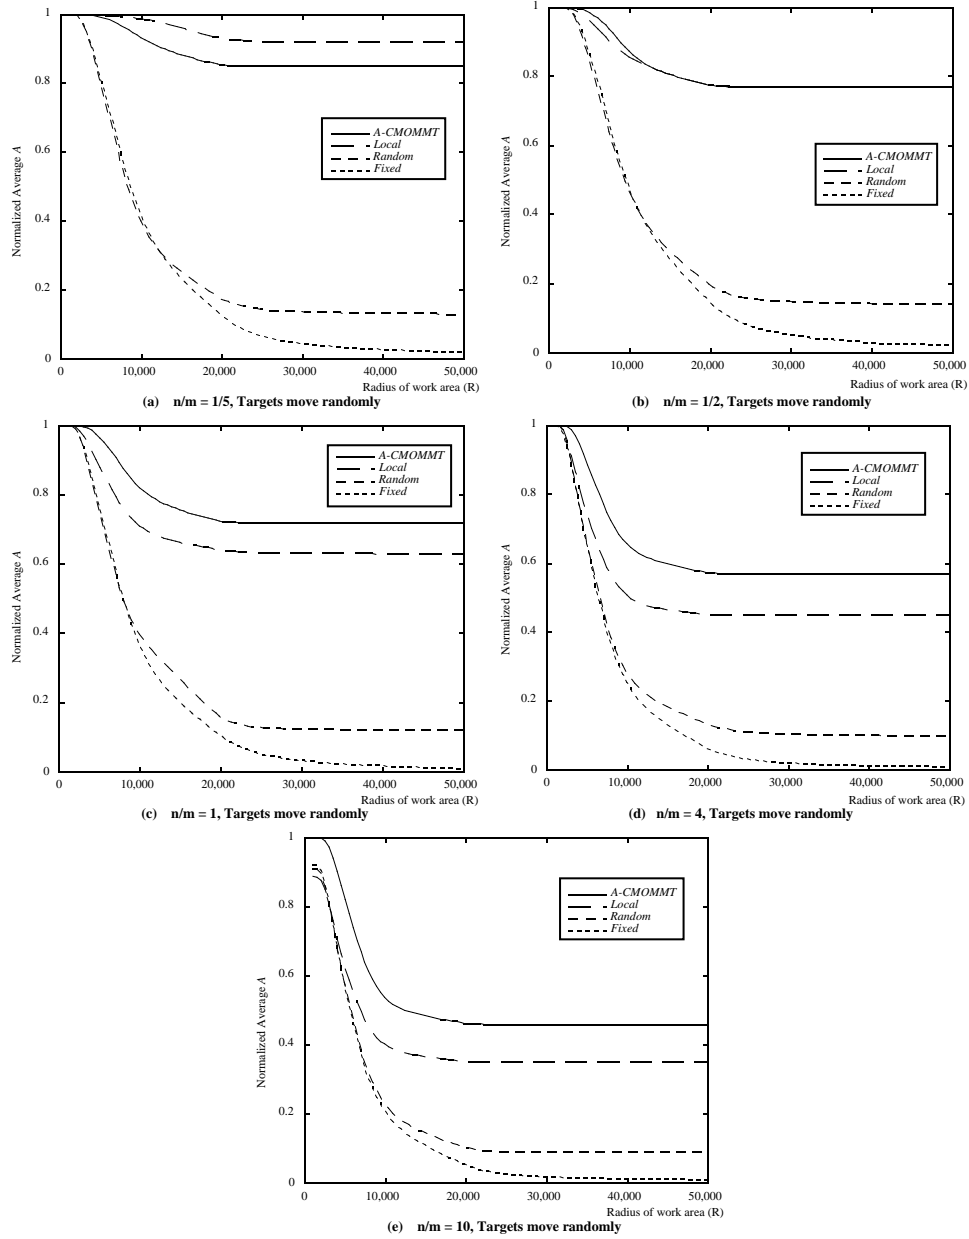 1
0.8
0.6
0.4
0.2
0
Normalized Average A
A-CMOMMT
Local
Random
Fixed
0 10,000 20,000 30,000 40,000 50,000
Radius of work area (R)
(a) n/m = 1/5, Targets move randomly
1
0.8
0.6
0.4
0.2
0
Normalized Average A
A-CMOMMT
Local
Random
Fixed
0 10,000 20,000 30,000 40,000 50,000
Radius of work area (R)
(b) n/m = 1/2, Targets move randomly
1
0.8
0.6
0.4
0.2
0
Normalized Average A
A-CMOMMT
Local
Random
Fixed
0 10,000 20,000 30,000 40,000 50,000
Radius of work area (R)
(c) n/m = 1, Targets move randomly
1
0.8
0.6
0.4
0.2
0
Normalized Average A
A-CMOMMT
Local
Random
Fixed
0 10,000 20,000 30,000 40,000 50,000
Radius of work area (R)
(d) n/m = 4, Targets move randomly
1
0.8
0.6
0.4
0.2
0
Normalized Average A
A-CMOMMT
Local
Random
Fixed
0 10,000 20,000 30,000 40,000 50,000
Radius of work area (R)
(e) n/m = 10, Targets move randomly